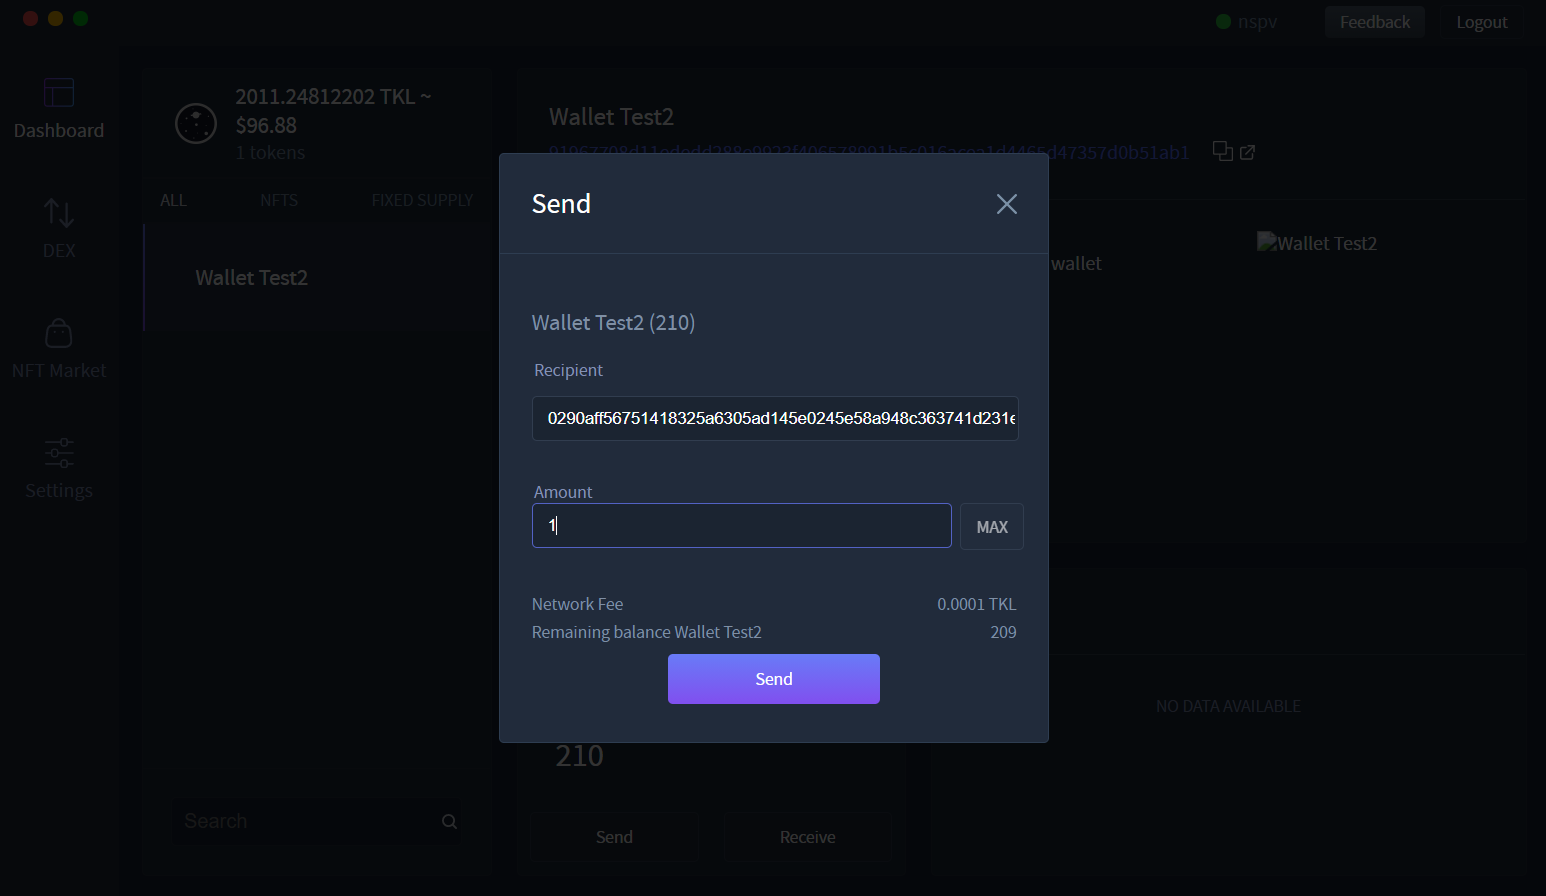 nspv
Feedback
Logout
Dashboard
DEX
NFT Market
Settings
2011.24812202 TKL ~
$96.88
1 tokens
ALL
NFTS
FIXED SUPPLY
Wallet Test2
Search
Wallet Test2
wallet
Wallet Test2
Send
Wallet Test2 (210)
Recipient
0290aff56751418325a6305ad145e0245e58a948c363741d231e
Amount
1
MAX
Network Fee
0.0001 TKL
Remaining balance Wallet Test2
209
Send
210
Send
Receive
NO DATA AVAILABLE